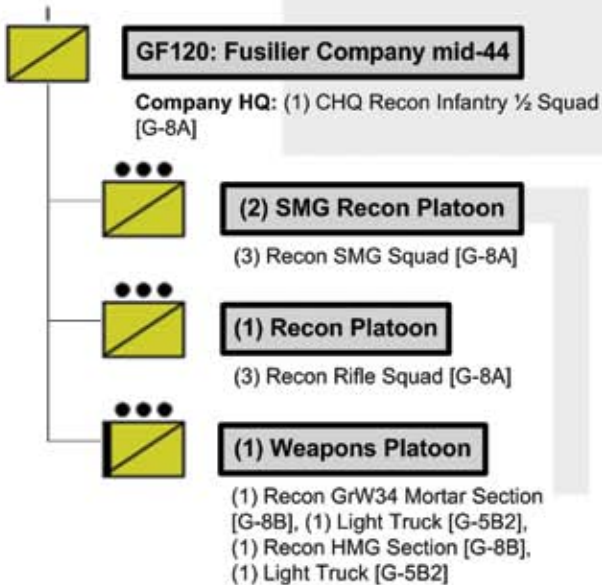 GF120: Fusilier Company mid-44
Company HQ: (1) CHQ Recon Infantry ½ Squad
[G-8A]
(2) SMG Recon Platoon
(3) Recon SMG Squad [G-8A]
(1) Recon Platoon
(3) Recon Rifle Squad [G-8A]
(1) Weapons Platoon
(1) Recon GrW34 Mortar Section
[G-8B], (1) Light Truck [G-5B2],
(1) Recon HMG Section [G-8B],
(1) Light Truck [G-5B2]